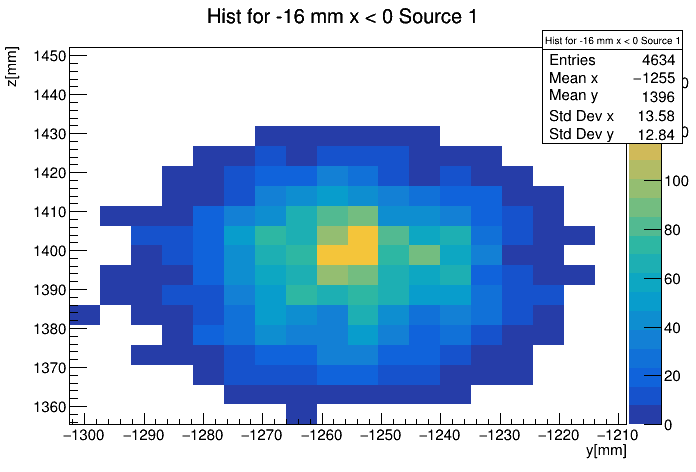 Hist for -16 mm x < 0 Source 1
z[mm]
Hist for -16 mm x < 0 Source 1
Entries 4634
Mean x −1255
Mean y 1396
Std Dev x 13.58
Std Dev y 12.84
1450
1440
1430
1420
1410
1400
1390
1380
1370
1360
−1300 −1290 −1280 −1270 −1260 −1250 −1240 −1230 −1220 −1210
y[mm]
100
80
60
40
20
0